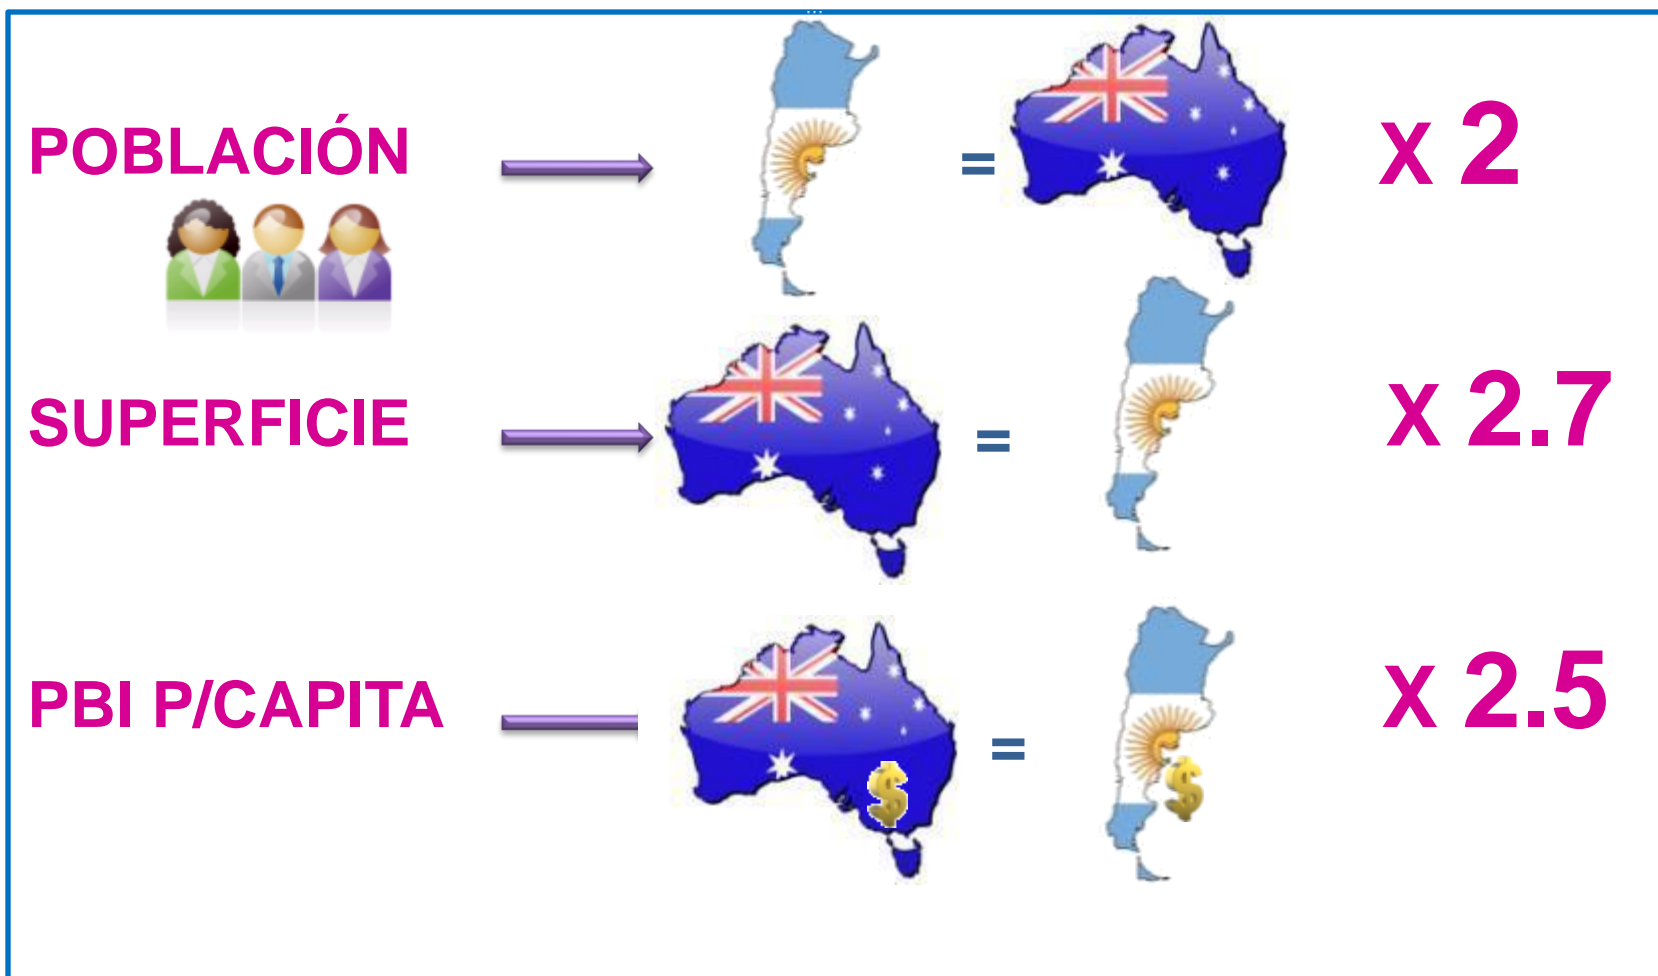 ...
POBLACIÓN = X 2
SUPERFICIE = X 2.7
PBI P/CAPITA = X 2.5
$ $